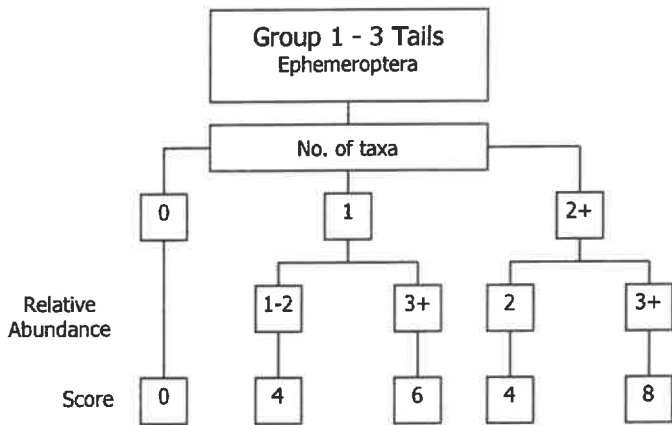 Group 1 - 3 Tails
Ephemeroptera
No. of taxa
0 1 2+
Relative
Abundance
1-2 3+ 2 3+
Score 0 4 6 4 8